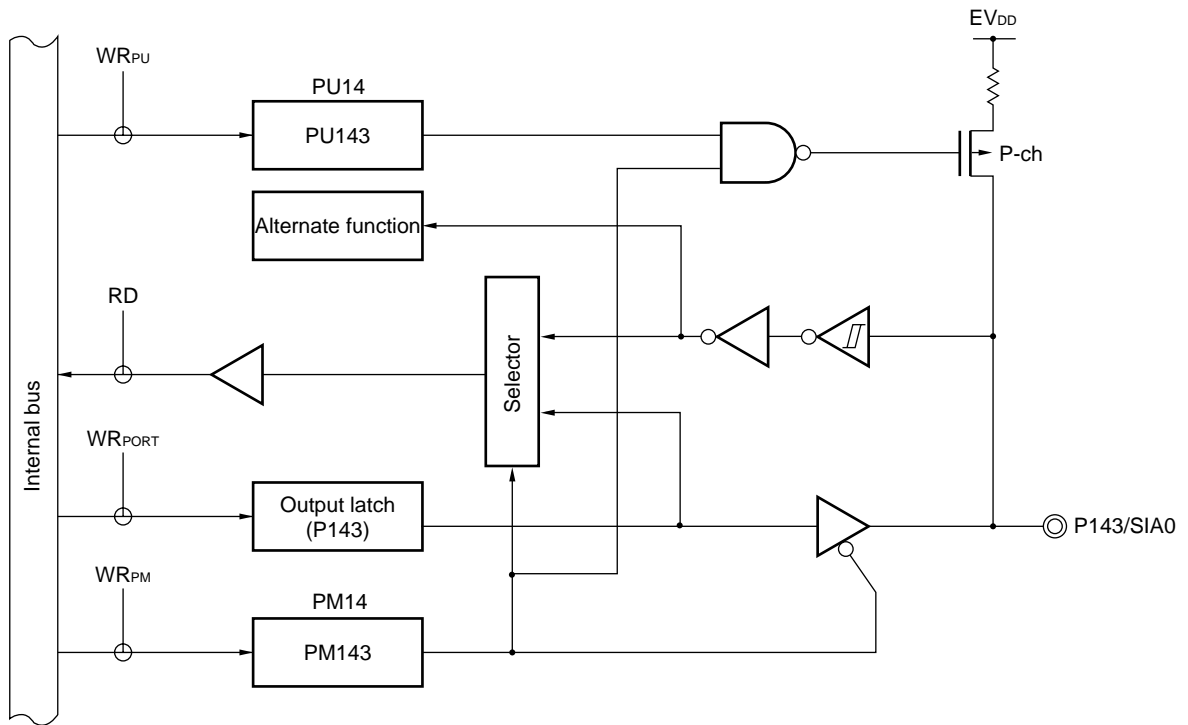 EVDD
WRPU
PU14
PU143
P-ch
Alternate function
RD
Selector
Internal bus
WRPORT
Output latch
(P143)
P143/SIA0
WRPM
PM14
PM143